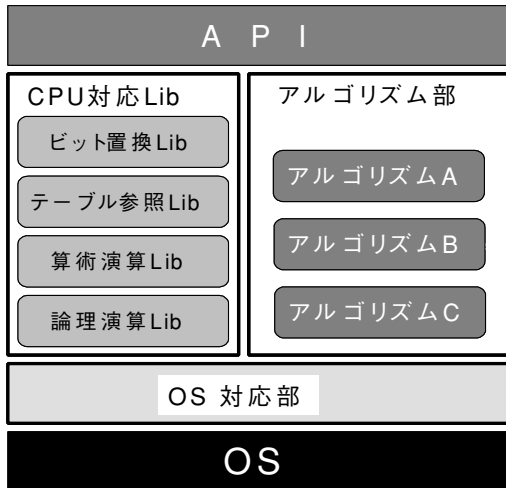 API
CPU対応Lib
ビット置換Lib
テーブル参照Lib
算術演算Lib
論理演算Lib
アルゴリズム部
アルゴリズムA
アルゴリズムB
アルゴリズムC
OS 対応部
OS